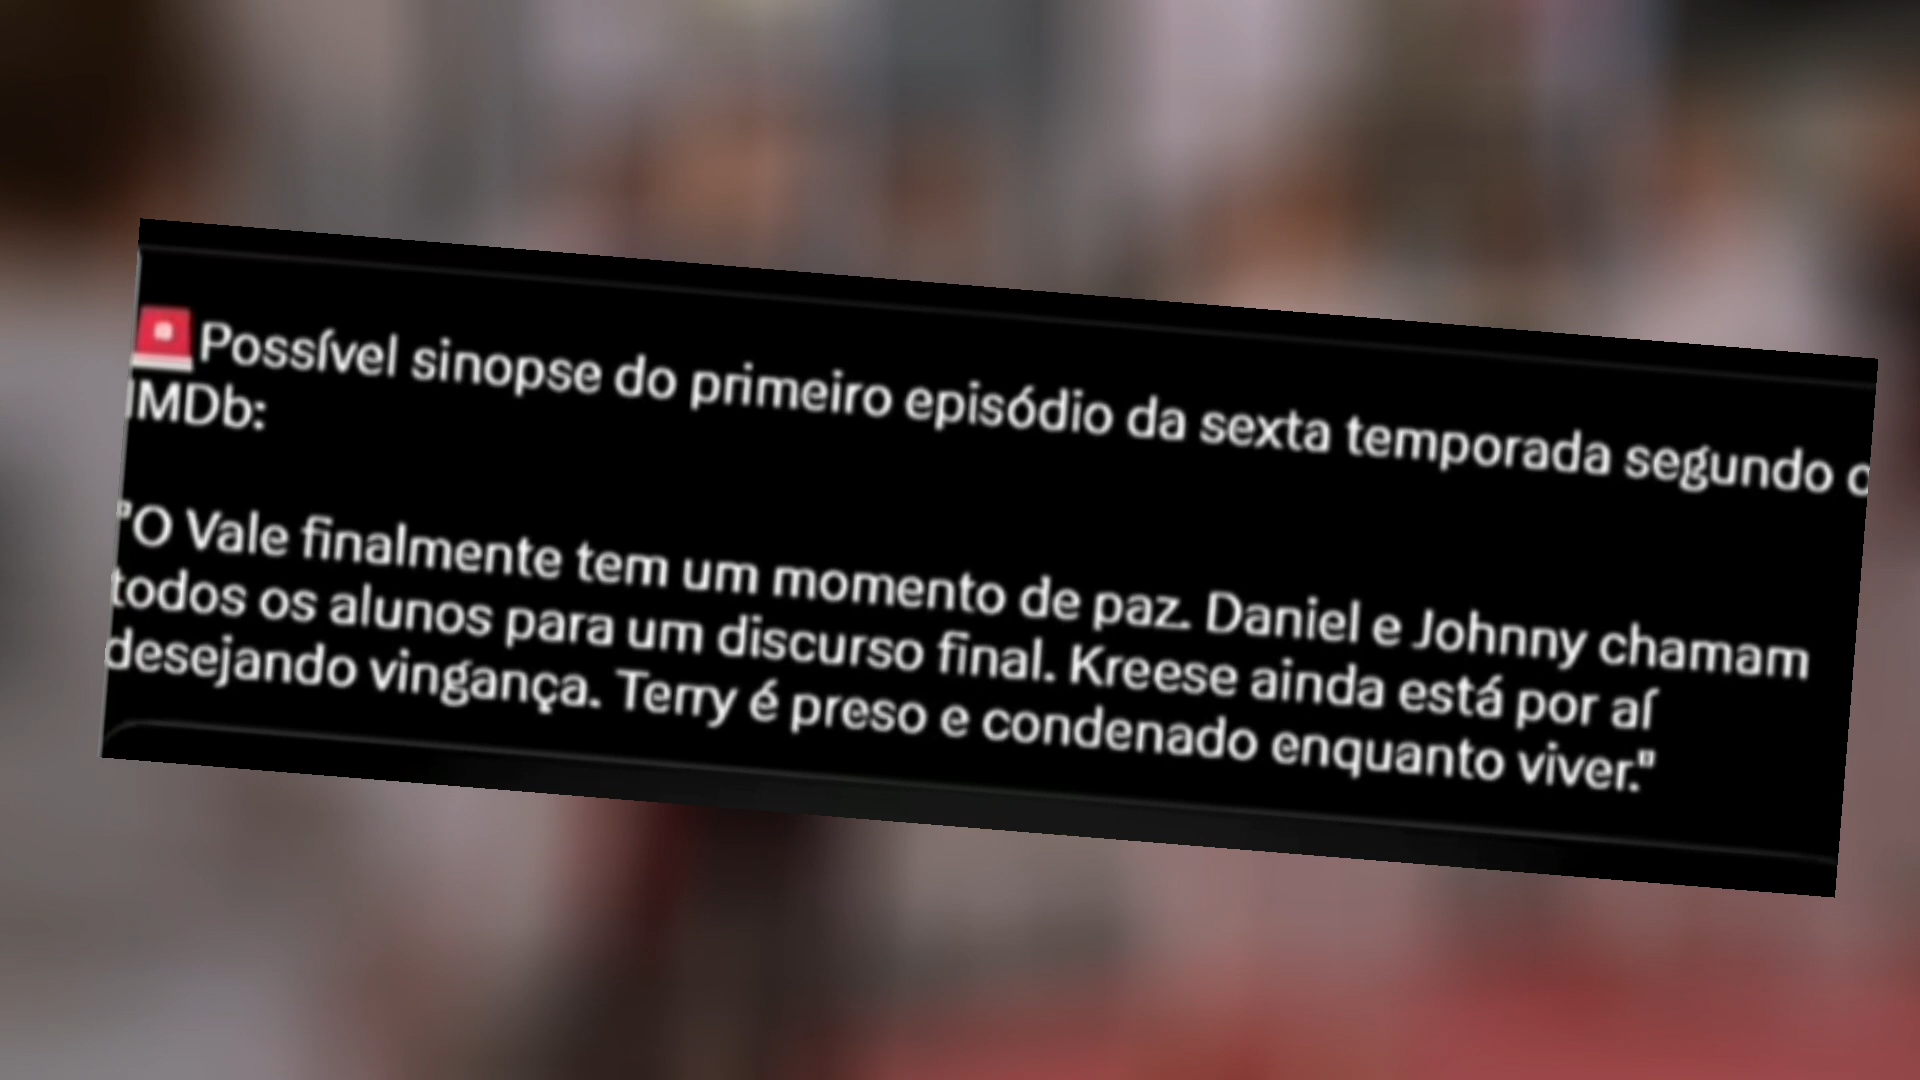 🚨Possível sinopse do primeiro episódio da sexta temporada segundo o
IMDb:
"O Vale finalmente tem um momento de paz. Daniel e Johnny chamam
todos os alunos para um discurso final. Kreese ainda está por aí
desejando vingança. Terry é preso e condenado enquanto viver."